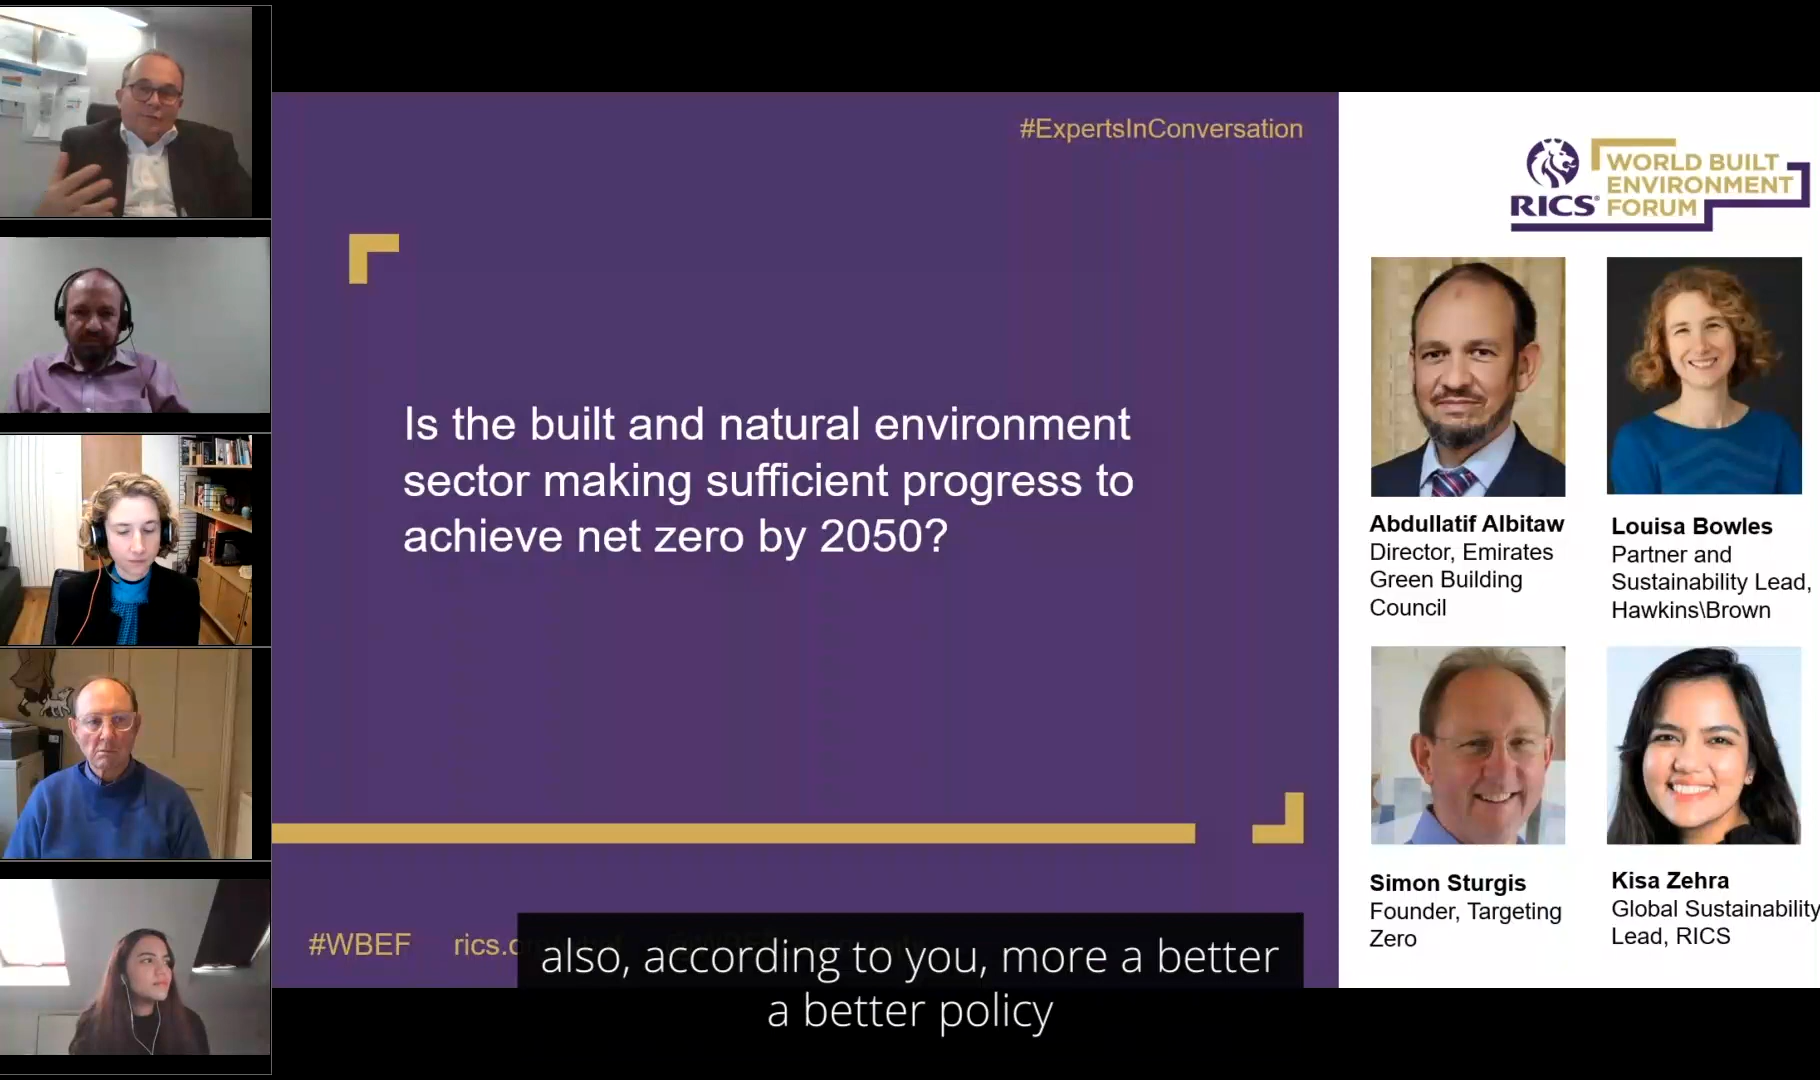 #ExpertsInConversation
Is the built and natural environment
sector making sufficient progress to
achieve net zero by 2050?
#WBEF
RICS
WORLD BUILT
ENVIRONMENT
FORUM
Abdullatif Albitaw
Director, Emirates
Green Building
Council
Louisa Bowles
Partner and
Sustainability Lead,
Hawkins\Brown
Simon Sturgis
Founder, Targeting
Zero
Kisa Zehra
Global Sustainability
Lead, RICS
also, according to you, more a better
a better policy